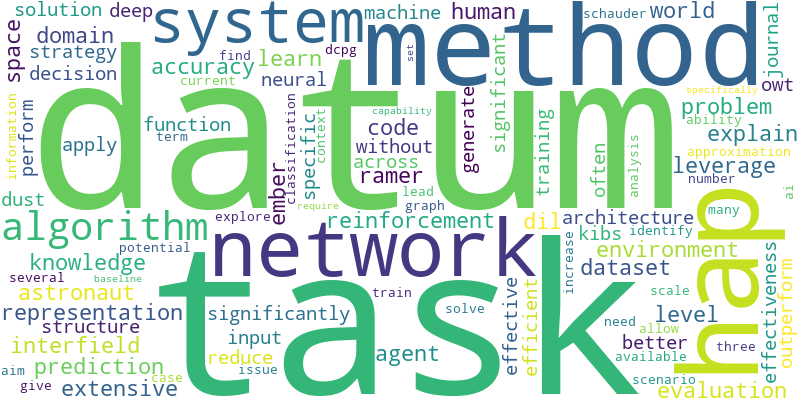 solution deep
system
machine human
schauder world
journal
space
domain
strategy
decision
accuracy learn
dcpg
find
set
method
owt
current
neural
datum
specifically
information
perform
apply
function
term
classification
specific
context
capability
code
without
across
generate
significant
training
often
analysis
problem
ability
explain
approximation
leverage
number
ai
dust
ember
ramer
lead
graph
require
explore
algorithm
reinforcement
dil
architecture
many
kibs
identify
hap
network
potential
knowledge
several
baseline
astronaut
task
increase
environment
dataset
effectiveness
outperform
representation
structure
significantly
train
solve
effective
efficient
scale
level
need
allow
better
three
available
interfield
input
reduce
agent
prediction
issue
aim
case
give
extensive
scenario
evaluation